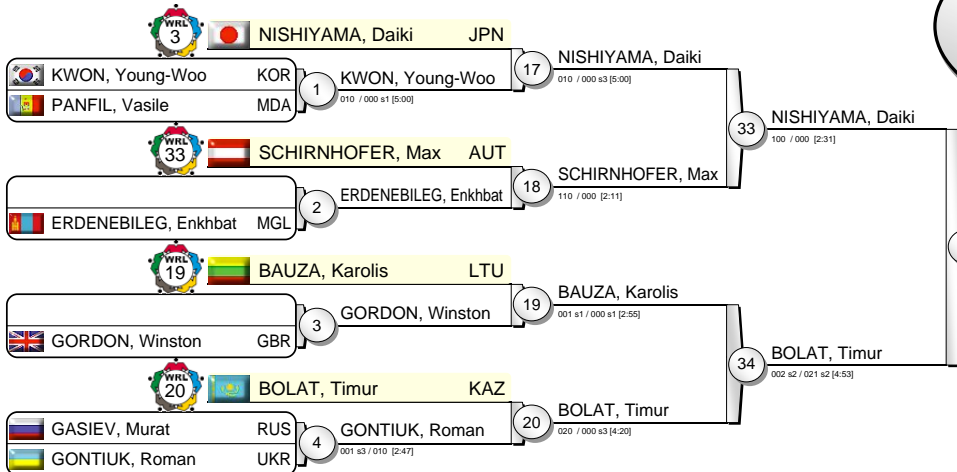 WRL
3
NISHIYAMA, Daiki JPN
KWON, Young-Woo KOR
PANFIL, Vasile MDA
1
KWON, Young-Woo
010 / 000 s1 [5:00]
17
NISHIYAMA, Daiki
010 / 000 s3 [5:00]
WRL
33
SCHIRNHOFER, Max AUT
ERDENEBILEG, Enkhbat MGL
2
ERDENEBILEG, Enkhbat
18
SCHIRNHOFER, Max
110 / 000 [2:11]
33
NISHIYAMA, Daiki
100 / 000 [2:31]
WRL
19
BAUZA, Karolis LTU
GORDON, Winston GBR
3
GORDON, Winston
19
BAUZA, Karolis
001 s1 / 000 s1 [2:55]
WRL
20
BOLAT, Timur KAZ
GASIEV, Murat RUS
GONTIUK, Roman UKR
4
GONTIUK, Roman
001 s3 / 010 [2:47]
20
BOLAT, Timur
020 / 000 s3 [4:20]
34
BOLAT, Timur
002 s2 / 021 s2 [4:53]